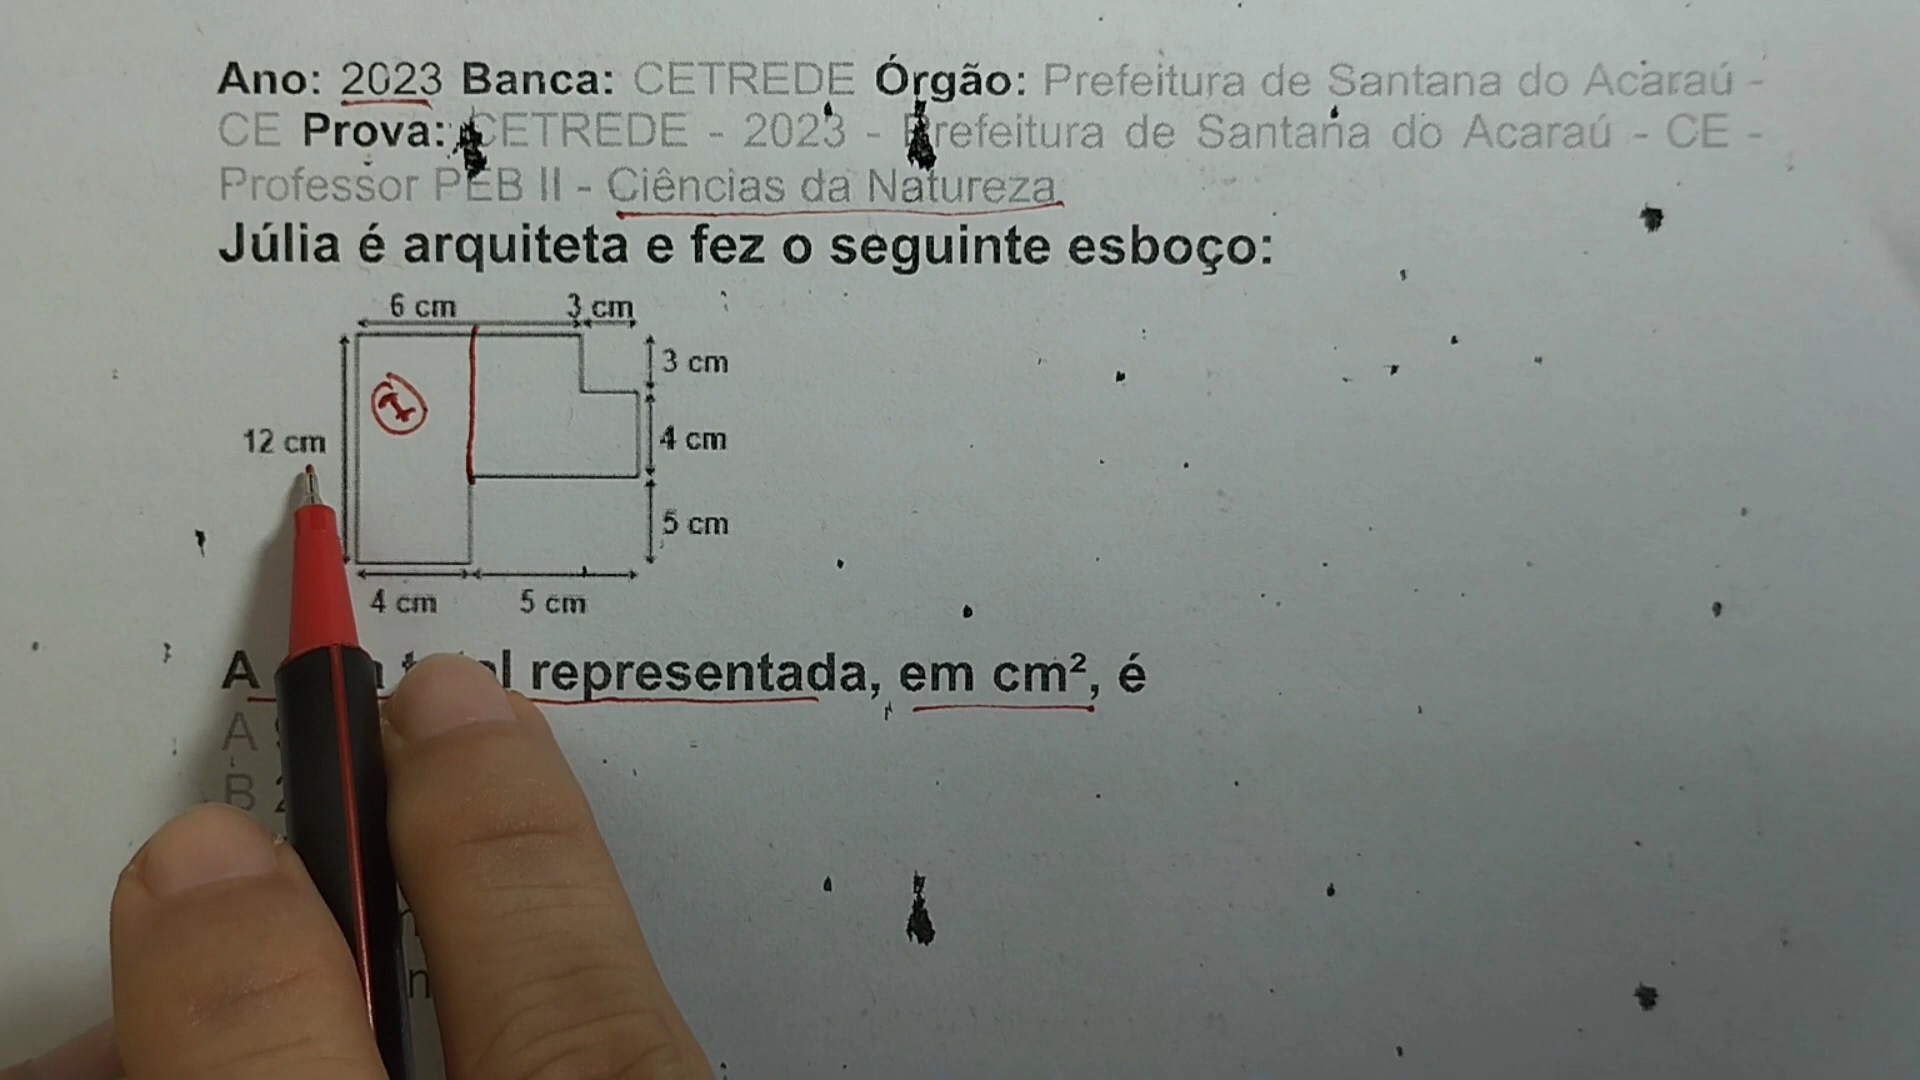 Ano: 2023 Banca: CETREDE Órgão: Prefeitura de Santana do Acaraú -
CE Prova: CETREDE - 2023 - Prefeitura de Santana do Acaraú - CE -
Professor PEB II - Ciências da Natureza
Júlia é arquiteta e fez o seguinte esboço:
6 cm 3 cm
3 cm
12 cm 4 cm
5 cm
4 cm 5 cm
A representada, em cm², é
A
B